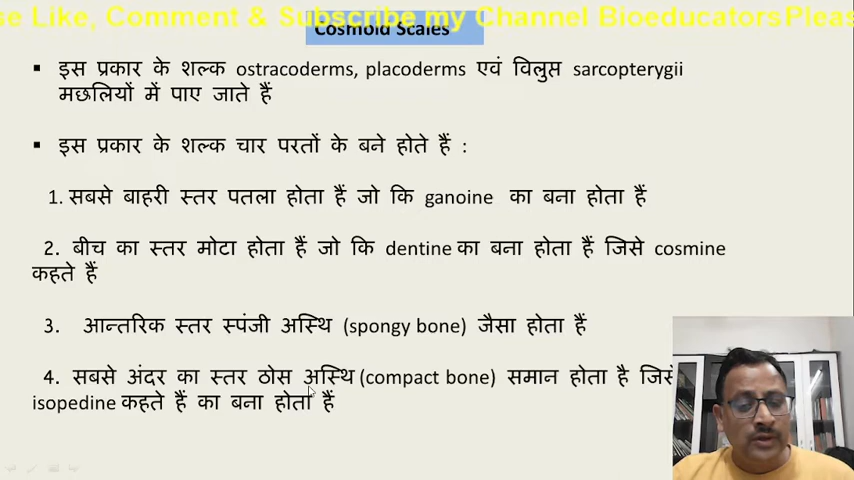 se Like, Comment & Subscribe my Channel Bioeducators Pleas
Cosmoid Scales
▪ इस प्रकार के शल्क ostracoderms, placoderms एवं विलुप्त sarcopterygii
मछलियों में पाए जाते हैं
▪ इस प्रकार के शल्क चार परतों के बने होते हैं :
1. सबसे बाहरी स्तर पतला होता हैं जो कि ganoine का बना होता हैं
2. बीच का स्तर मोटा होता हैं जो कि dentine का बना होता हैं जिसे cosmine
कहते हैं
3. आन्तरिक स्तर स्पंजी अस्थि (spongy bone) जैसा होता हैं
4. सबसे अंदर का स्तर ठोस अस्थि (compact bone) समान होता है जिसे
isopedine कहते हैं का बना होता हैं